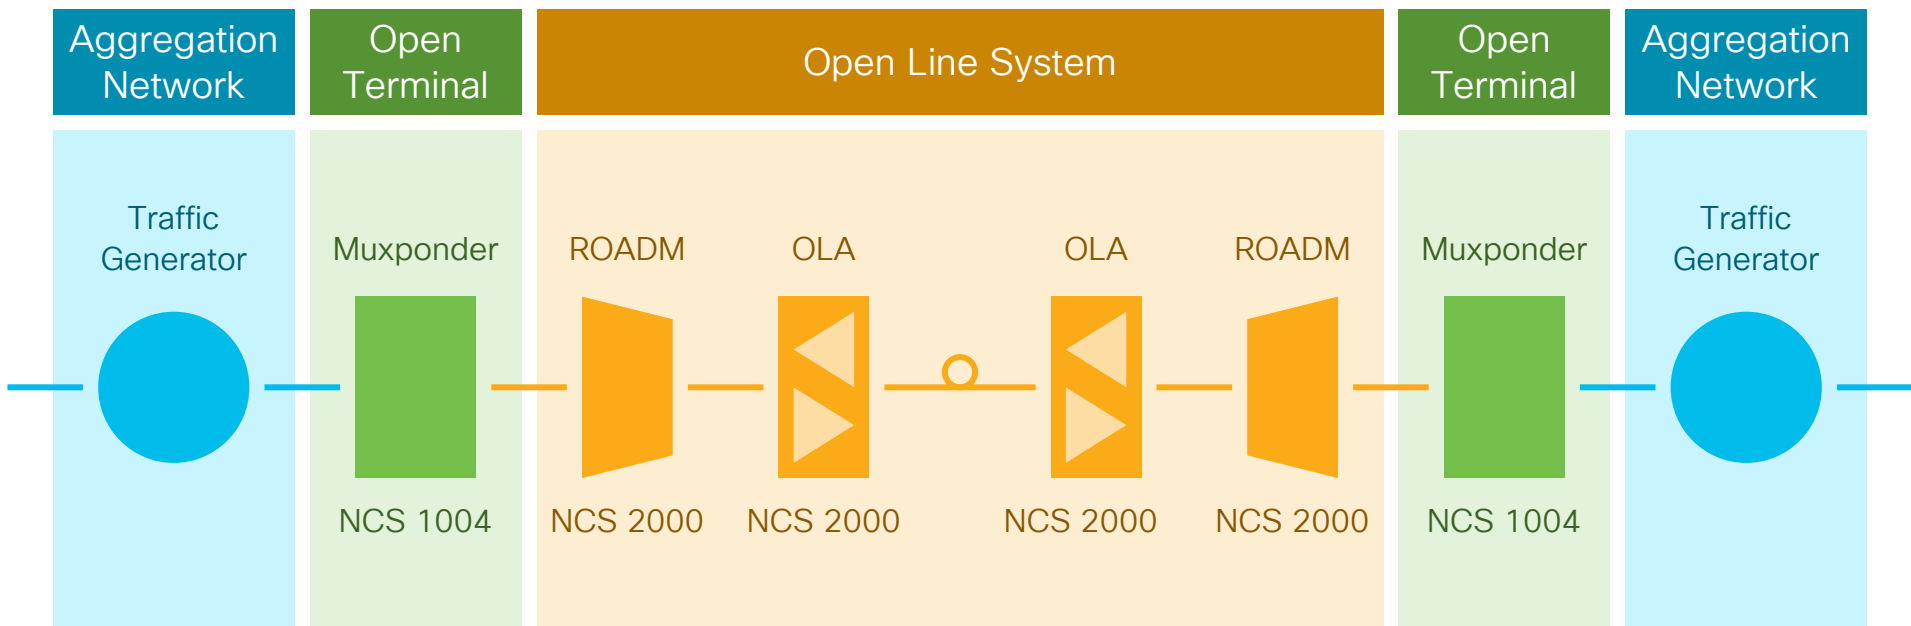 Aggregation
Network
Open
Terminal
Open Line System
Open
Terminal
Aggregation
Network
Traffic
Generator
Muxponder
ROADM
OLA
OLA
ROADM
Muxponder
Traffic
Generator
NCS 1004
NCS 2000
NCS 2000
NCS 2000
NCS 2000
NCS 1004